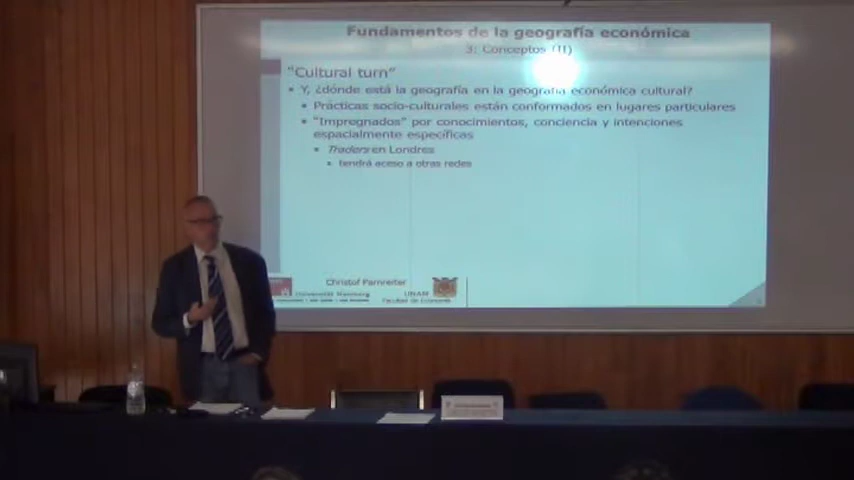 Fundamentos de la geografía económica
3: Conceptos (II)
"Cultural turn"
Y, ¿dónde está la geografía en la geografía económica cultural?
Prácticas socio-culturales están conformados en lugares particulares
"Impregnados" por conocimientos, conciencia y intenciones
espacialmente específicas
Traders en Londres
tendrá aceso a otras redes
Christof Parnreiter
Universität Hamburg
UNAM
Facultad de Economía